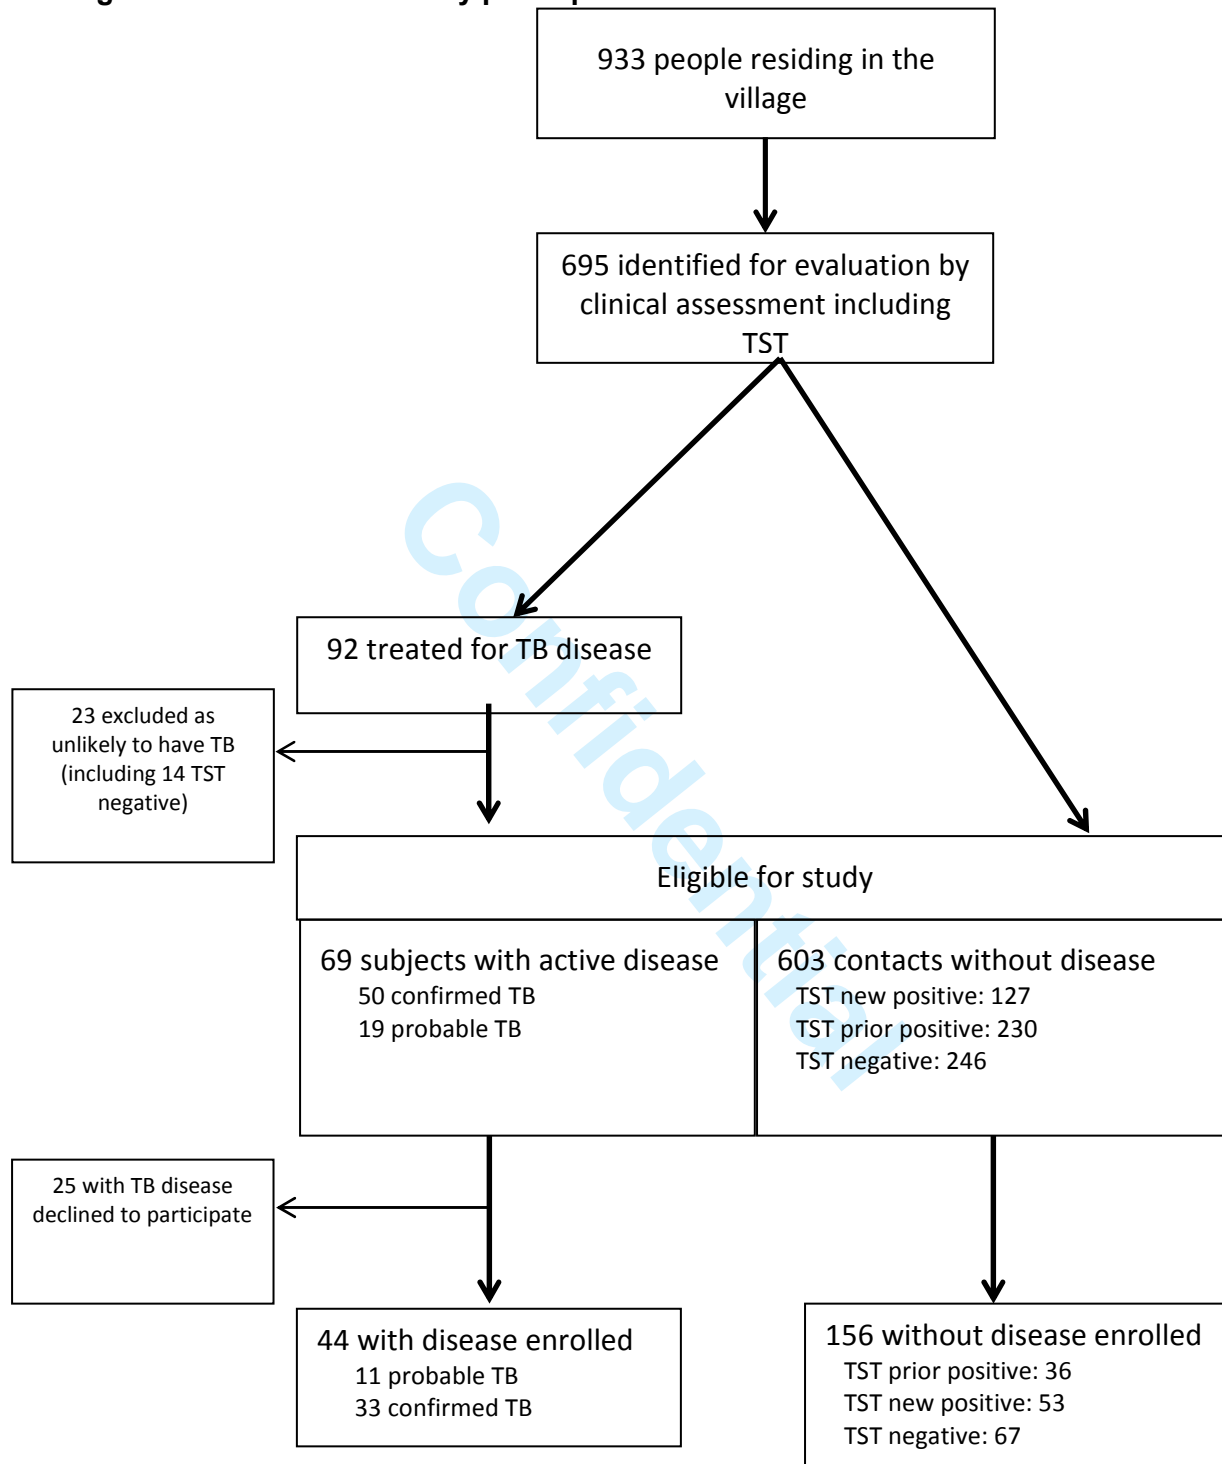 933 people residing in the
village
695 identified for evaluation by
clinical assessment including
TST
92 treated for TB disease
23 excluded as
unlikely to have TB
(including 14 TST
negative)
Eligible for study
69 subjects with active disease
50 confirmed TB
19 probable TB
603 contacts without disease
TST new positive: 127
TST prior positive: 230
TST negative: 246
25 with TB disease
declined to participate
44 with disease enrolled
11 probable TB
33 confirmed TB
156 without disease enrolled
TST prior positive: 36
TST new positive: 53
TST negative: 67
Confidential